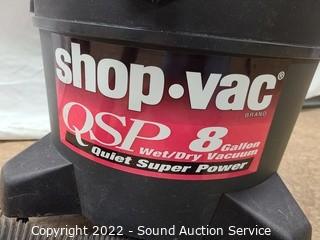 shop·vac®
BRAND
QSP 8 Gallon
Wet/Dry Vacuum
Quiet Super Power
Copyright 2022 - Sound Auction Service